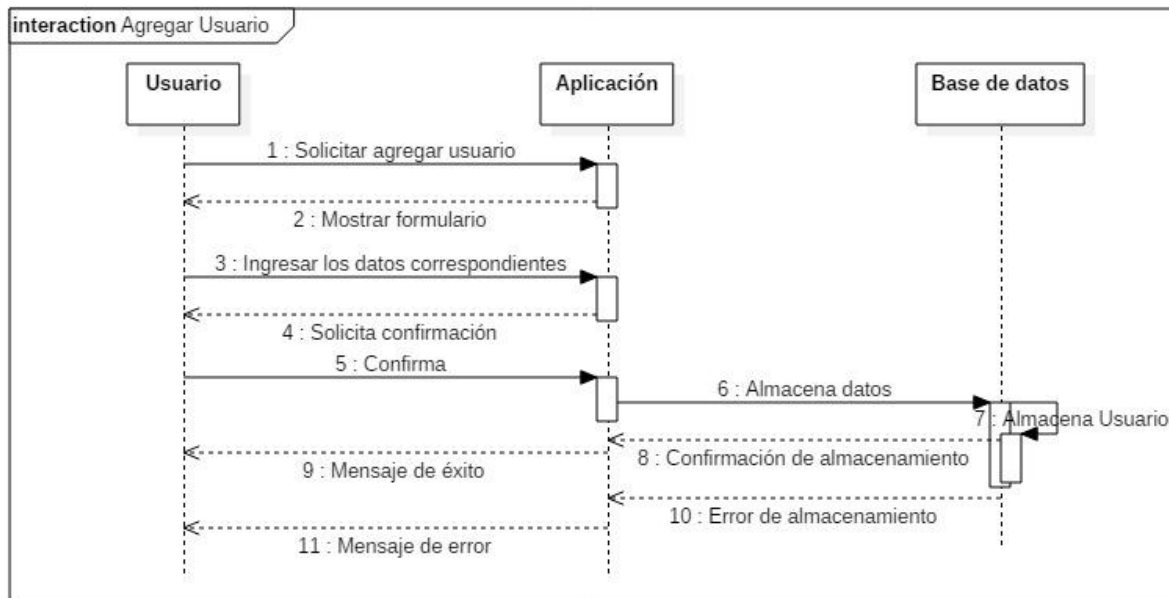 interaction Agregar Usuario
Usuario
Aplicación
Base de datos
1 : Solicitar agregar usuario
2 : Mostrar formulario
3 : Ingresar los datos correspondientes
4 : Solicita confirmación
5 : Confirma
6 : Almacena datos
7 : Almacena Usuario
8 : Confirmación de almacenamiento
9 : Mensaje de éxito
10 : Error de almacenamiento
11 : Mensaje de error